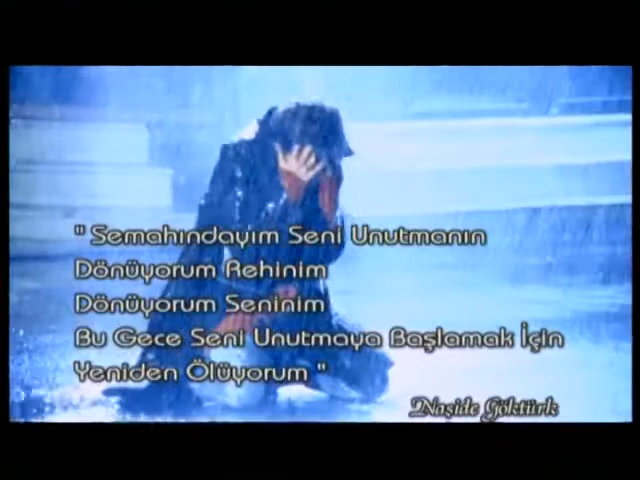 " Semahındayım Seni Unutmanın
Dönüyorum Rehinim
Dönüyorum Seninim
Bu Gece Seni Unutmaya Başlamak İçin
Yeniden Ölüyorum "
Naşide Göktürk